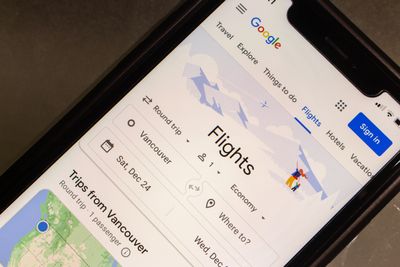 Google
Sign in
Travel Explore Things to do Flights Hotels Vacation
Flights
Round trip 1 Economy
Vancouver Where to?
Sat, Dec 24 Wed, Dec
Trips from Vancouver
Round trip · 1 passenger